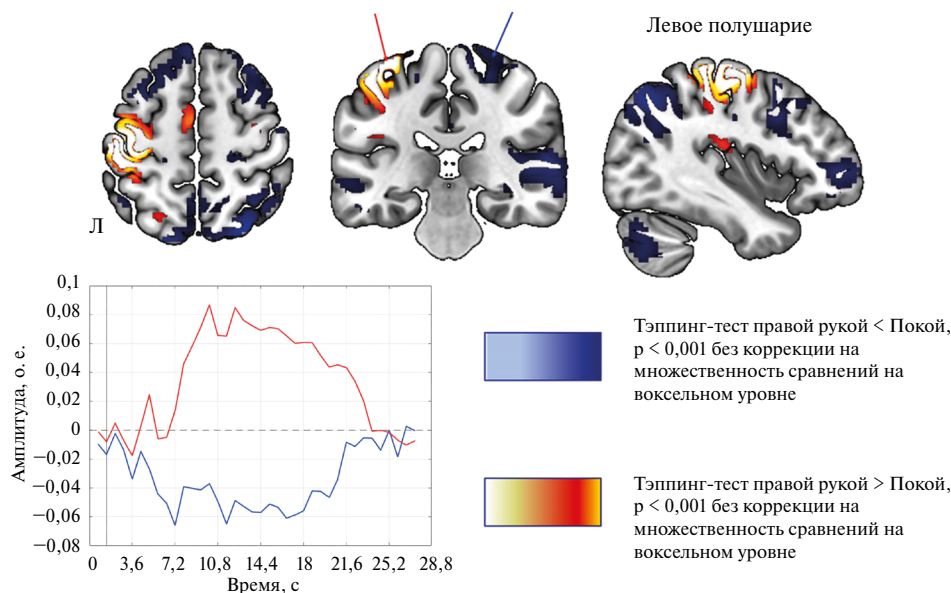 Левое полушарие
Л
0,1
0,08
0,06
0,04
0,02
0
−0,02
−0,04
−0,06
−0,08
Амплитуда, о. е.
0 3,6 7,2 10,8 14,4 18 21,6 25,2 28,8
Время, с
Тэппинг-тест правой рукой < Покой,
p < 0,001 без коррекции на
множественность сравнений на
воксельном уровне
Тэппинг-тест правой рукой > Покой,
p < 0,001 без коррекции на
множественность сравнений на
воксельном уровне